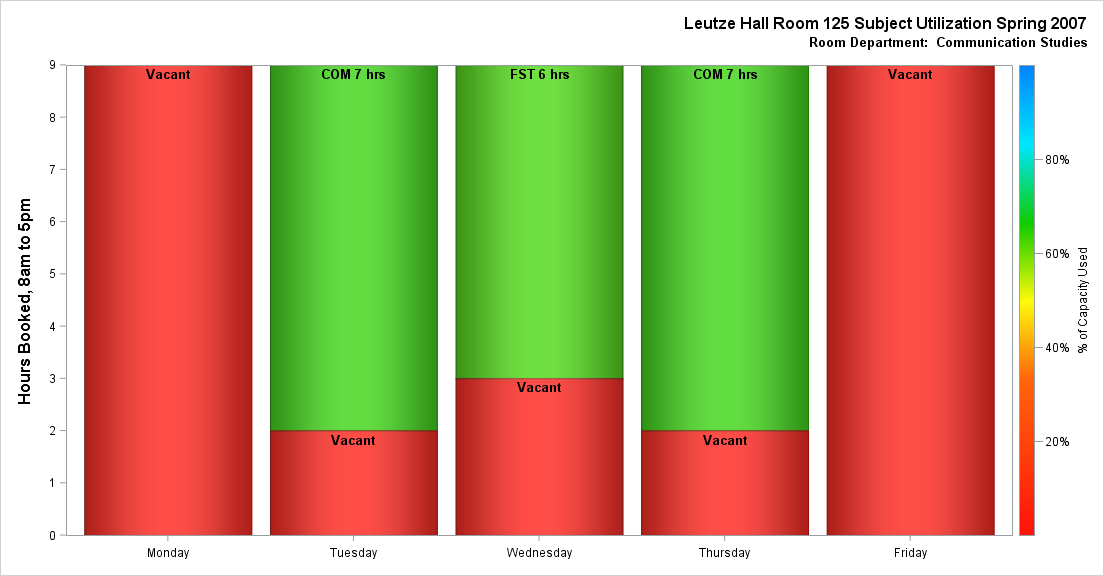 Leutze Hall Room 125 Subject Utilization Spring 2007
Room Department:  Communication Studies
Hours Booked, 8am to 5pm
9
8
7
6
5
4
3
2
1
0
Vacant
COM 7 hrs
Vacant
FST 6 hrs
Vacant
COM 7 hrs
Vacant
Vacant
Monday
Tuesday
Wednesday
Thursday
Friday
80%
60%
40%
20%
% of Capacity Used